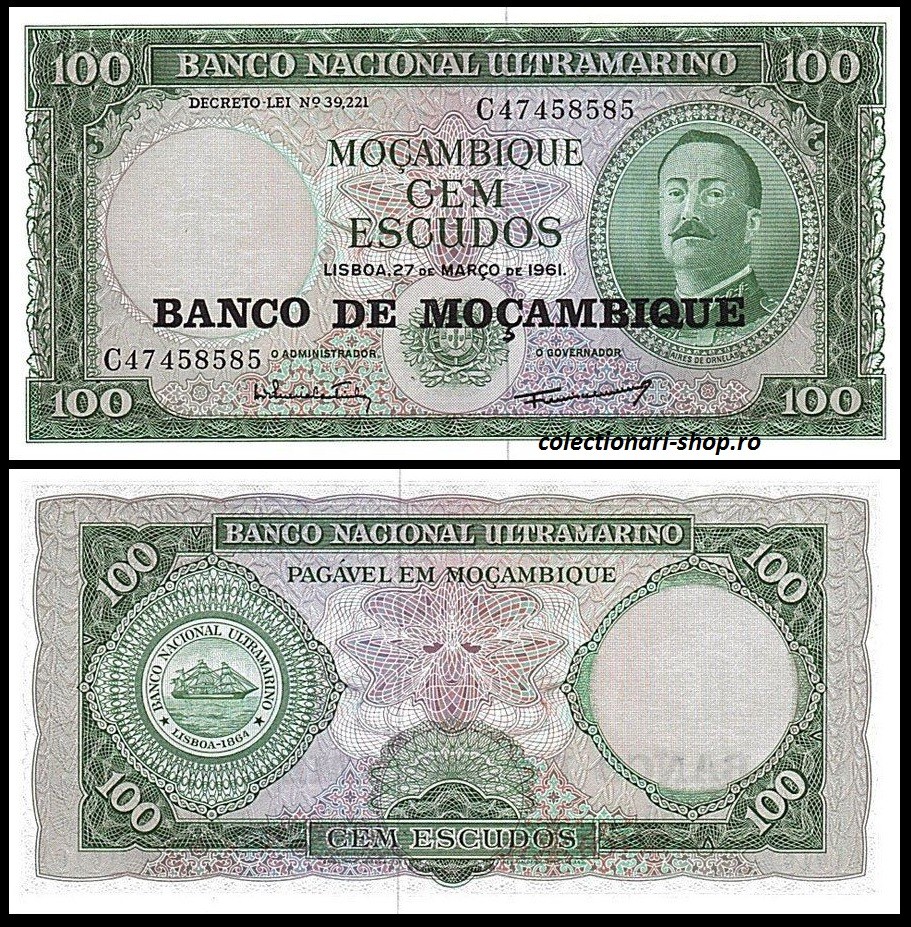 100 BANCO NACIONAL ULTRAMARINO 100
DECRETO-LEI Nº 39,221
C47458585
MOÇAMBIQUE
CEM
ESCUDOS
LISBOA, 27 DE MARÇO DE 1961.
BANCO DE MOÇAMBIQUE
C47458585 O ADMINISTRADOR O GOVERNADOR
AIRES DE ORNELAS
100 100
colectionari-shop.ro
BANCO NACIONAL ULTRAMARINO
100 100
PAGÁVEL EM MOÇAMBIQUE
BANCO NACIONAL ULTRAMARINO
LISBOA-1864
100 100
CEM ESCUDOS